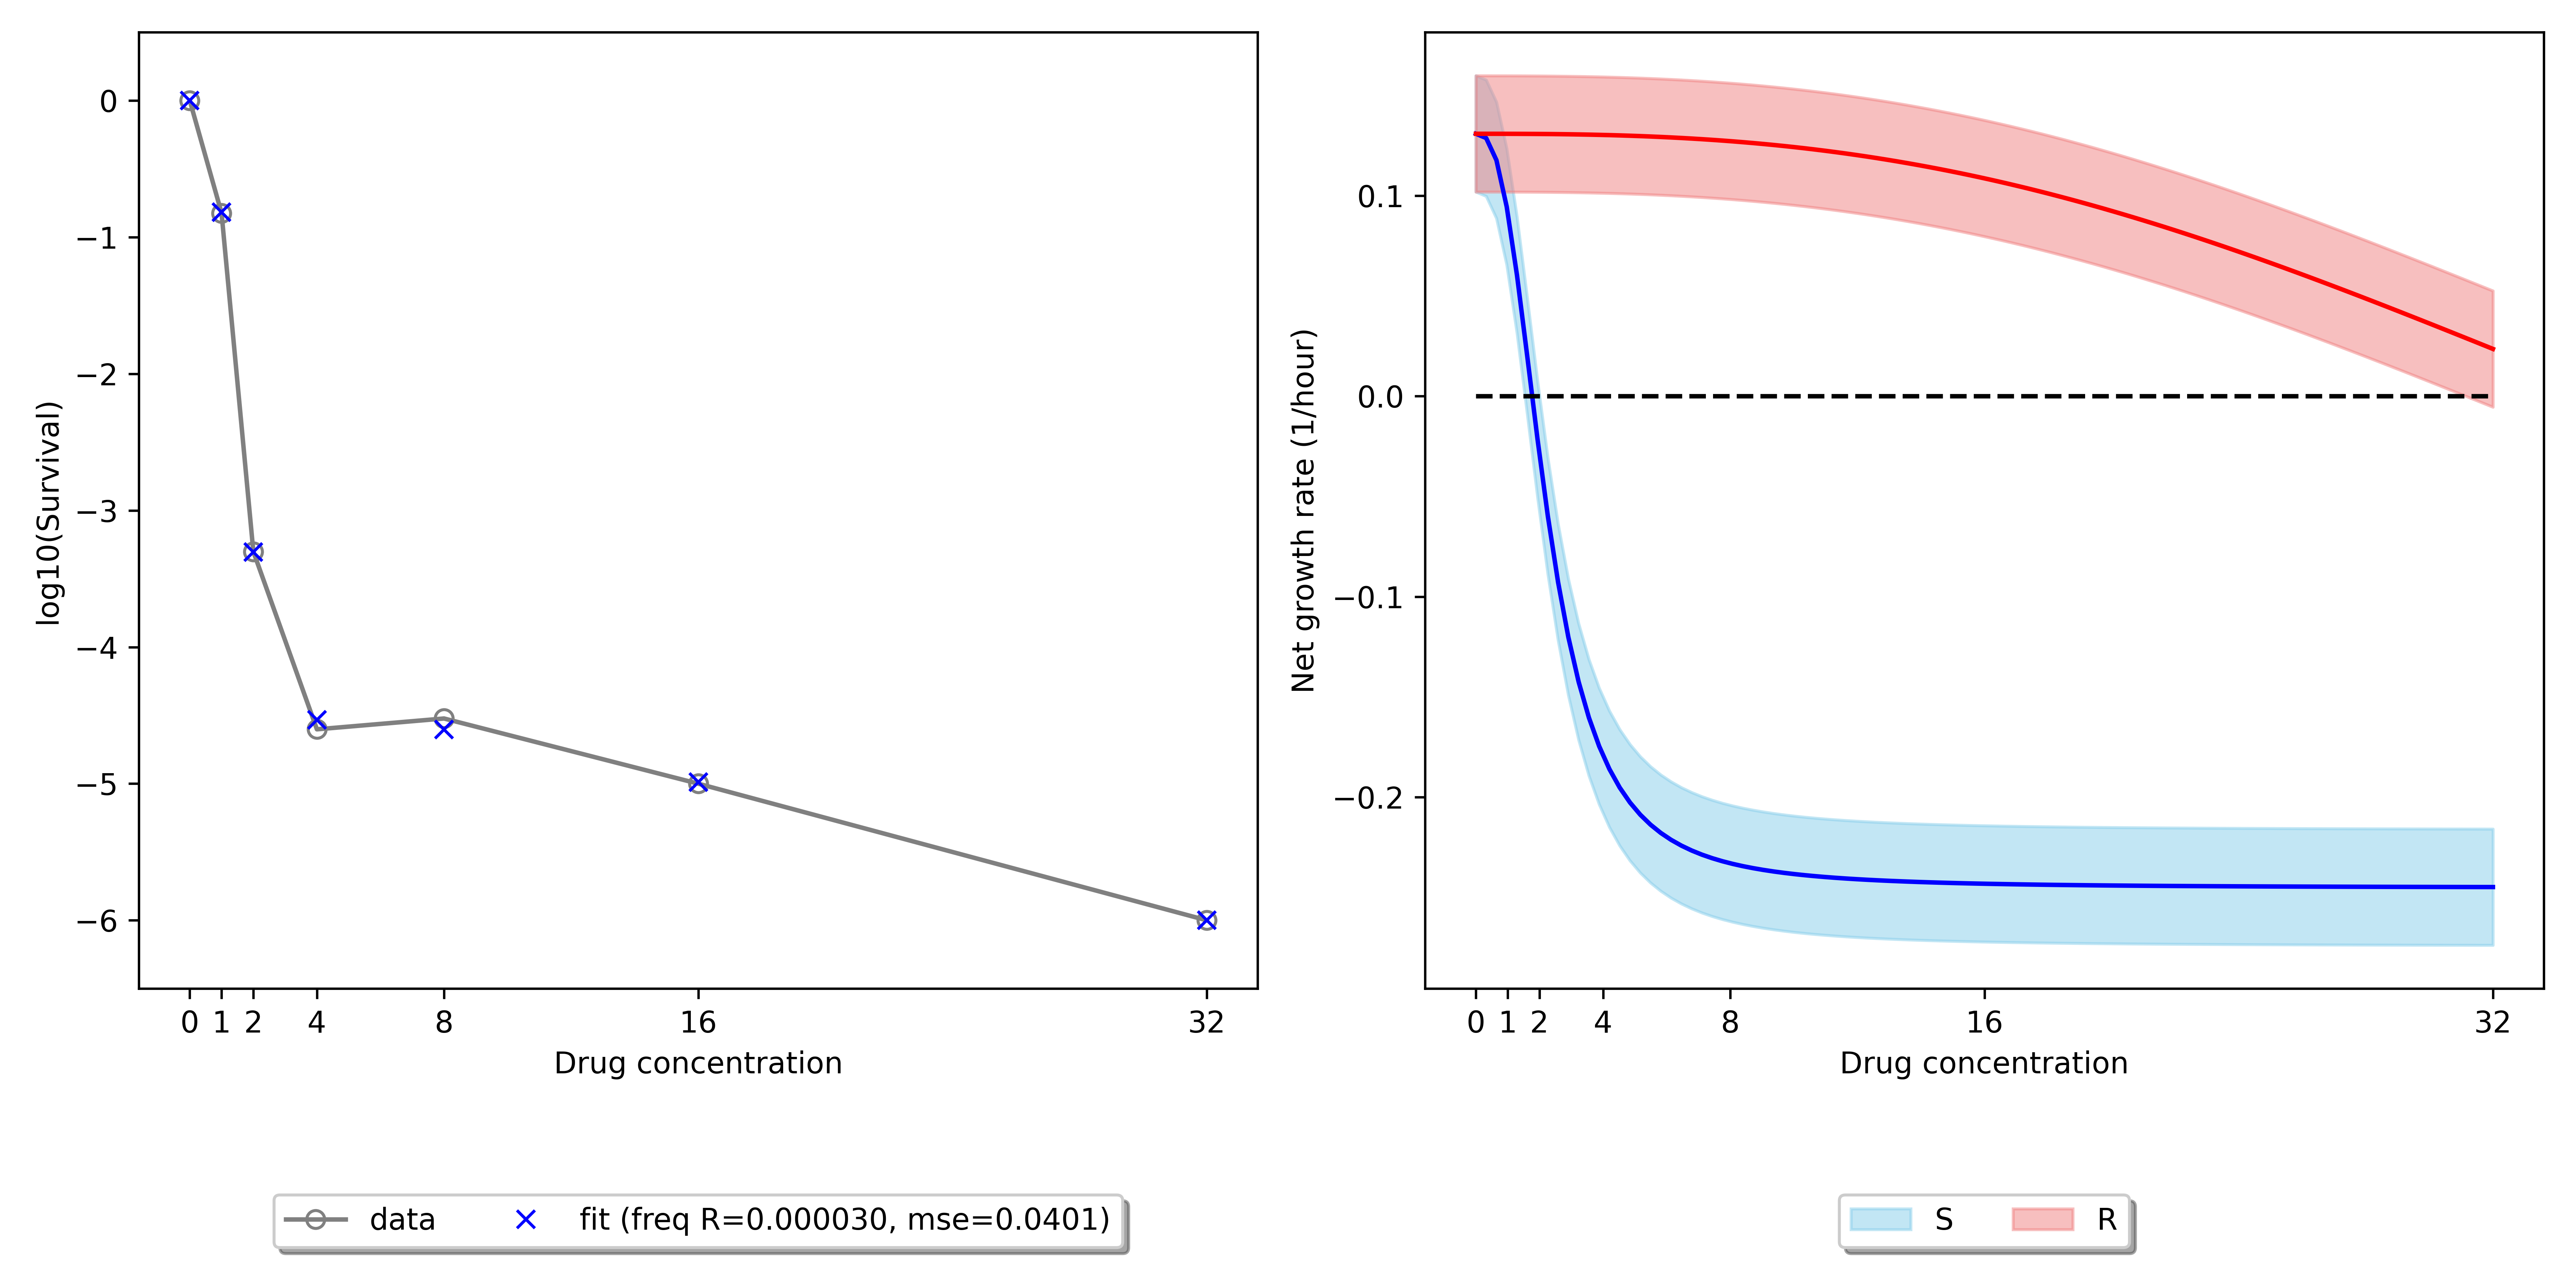 0
−1
−2
−3
−4
−5
−6
log10(Survival)
0 1 2 4 8 16 32
Drug concentration
data fit (freq R=0.000030, mse=0.0401)
0.1
0.0
−0.1
−0.2
Net growth rate (1/hour)
0 1 2 4 8 16 32
Drug concentration
S R